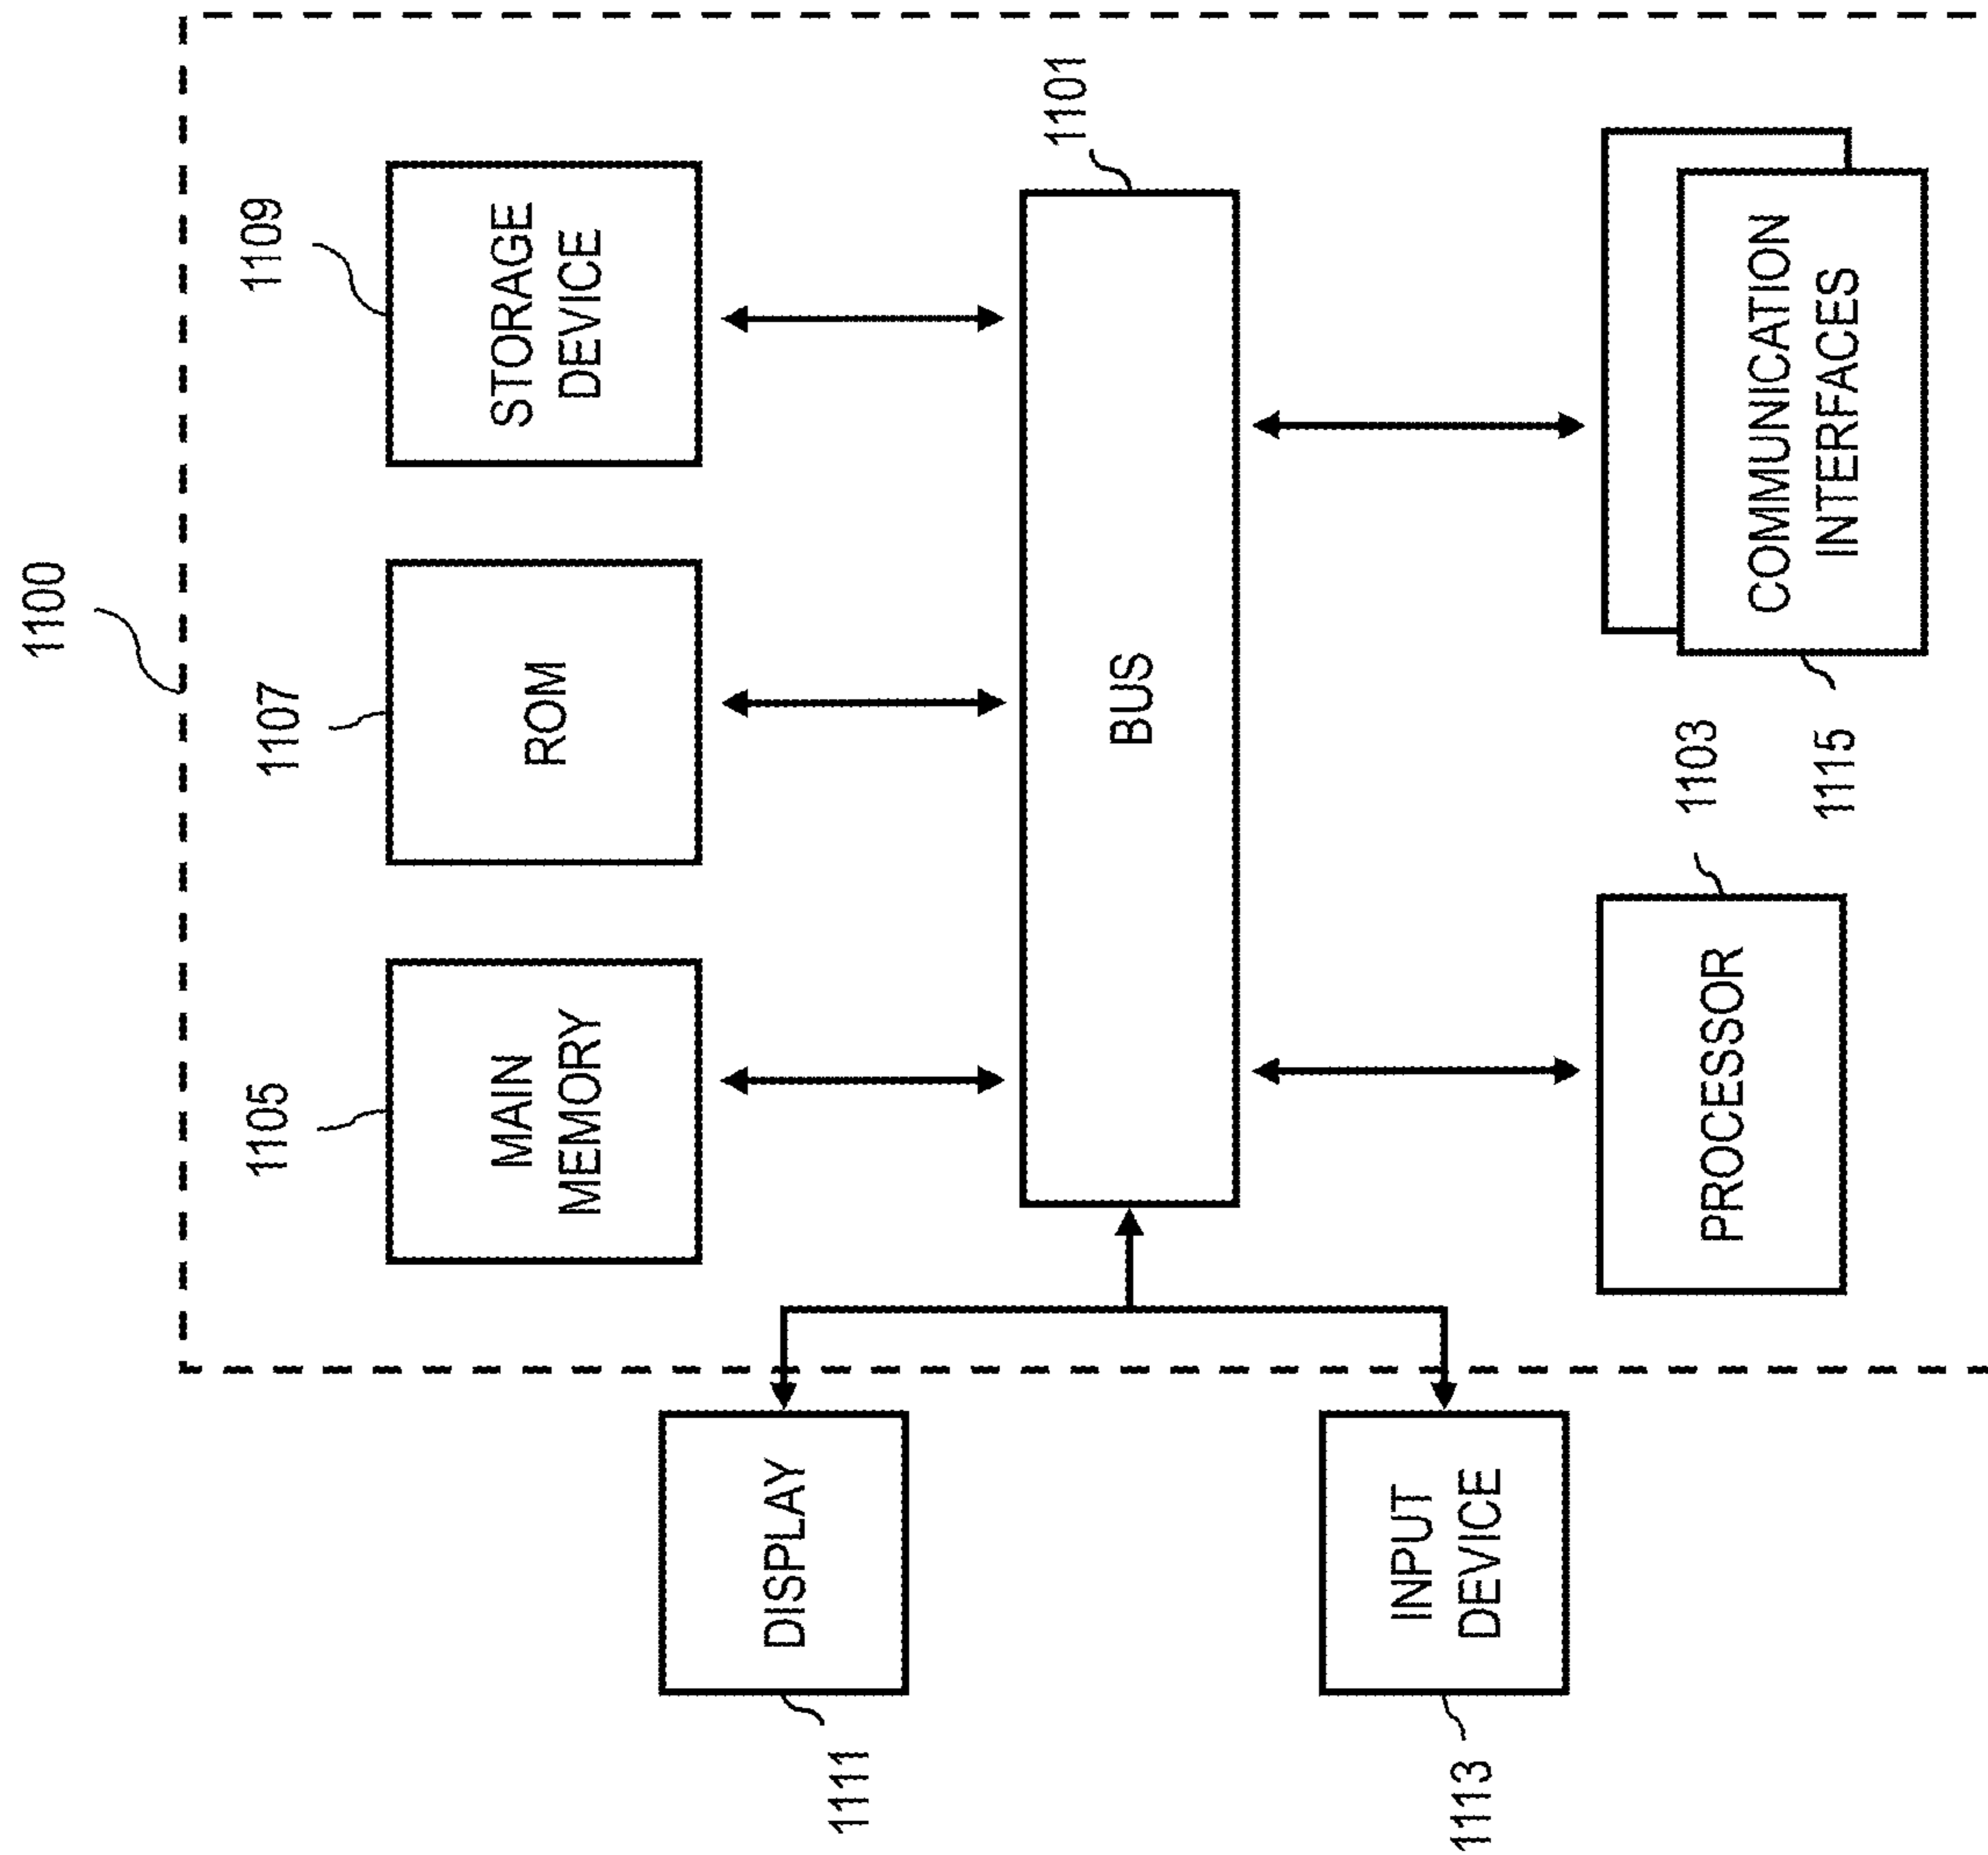 1100
1105
1107
1109
MAIN
MEMORY
ROM
STORAGE
DEVICE
1111
DISPLAY
BUS
1101
1113
INPUT
DEVICE
PROCESSOR
1103
COMMUNICATION
INTERFACES
1115